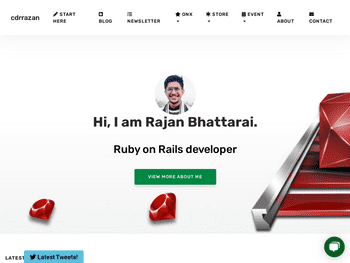 cdrrazan
START HERE
BLOG
NEWSLETTER
ONX
STORE
EVENT
ABOUT
CONTACT
Hi, I am Rajan Bhattarai.
Ruby on Rails developer
VIEW MORE ABOUT ME
LATEST
Latest Tweets!